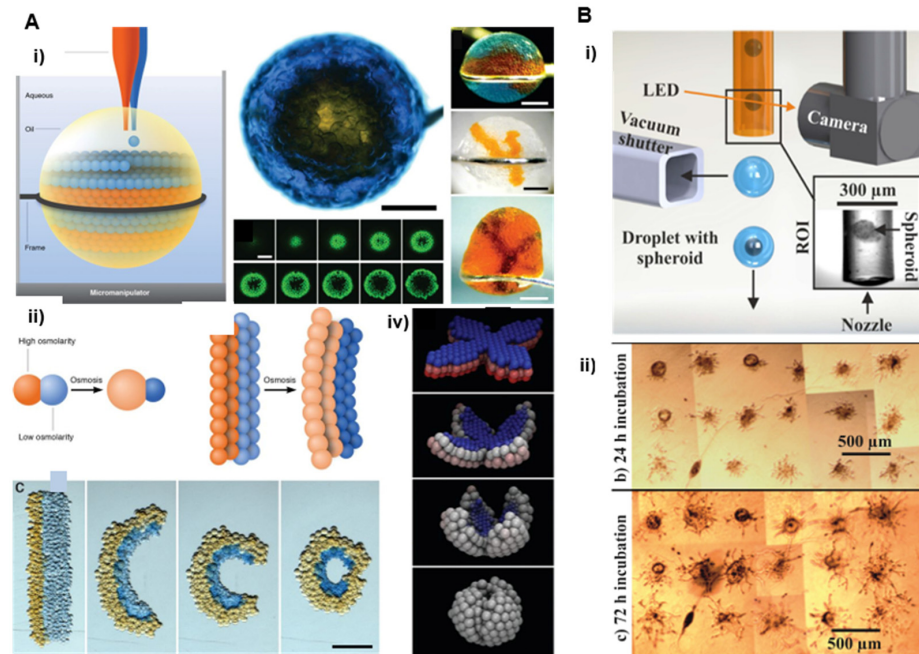 A
i)
Aqueous
Oil
Frame
Micromanipulator
ii)
High osmolarity
Osmosis
Low osmolarity
Osmosis
C
iv)
B
i)
LED
Vacuum
shutter
Camera
300 µm
Spheroid
ROI
Droplet with
spheroid
Nozzle
ii)
b) 24 h incubation
500 µm
c) 72 h incubation
500 µm